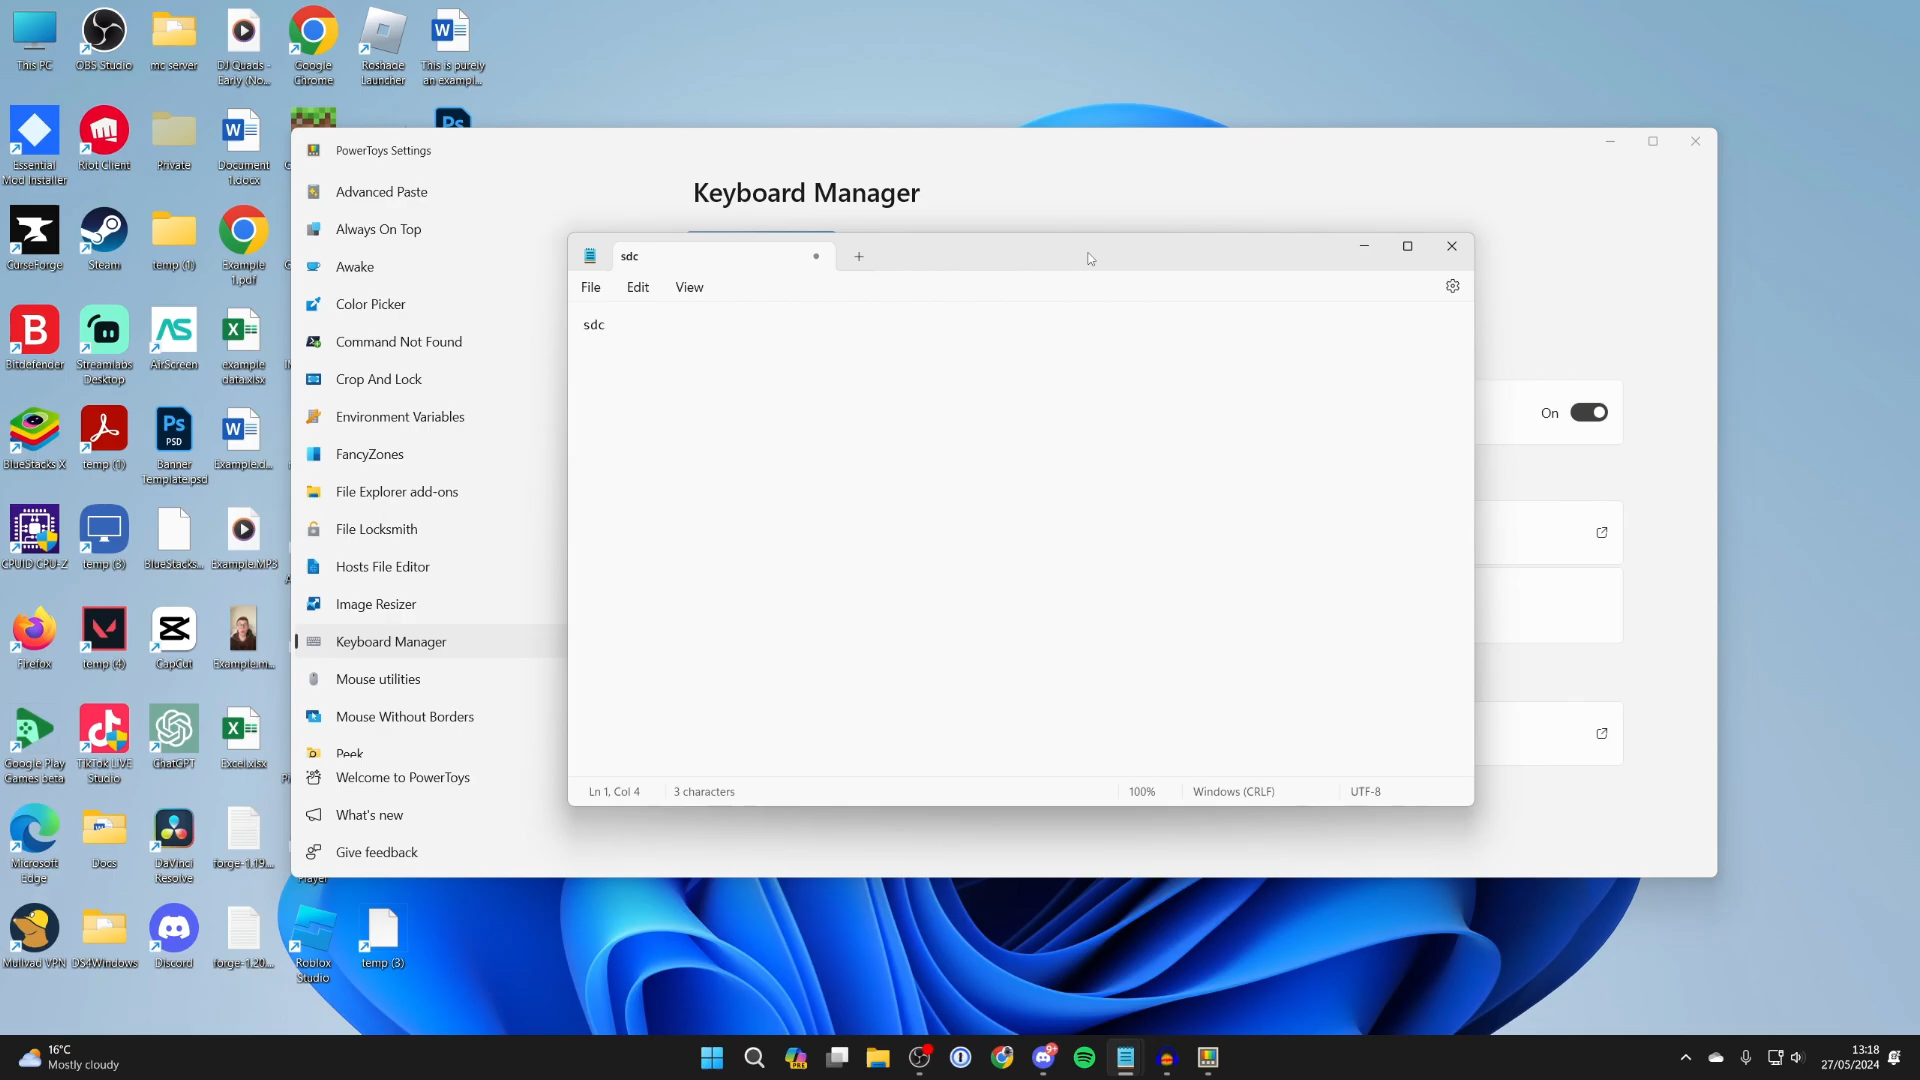 This PC
OBS Studio
mc server
DJ Quads -
Early (No...
Google
Chrome
Roshade
Launcher
This is purely
an exampl...
Essential
Mod Installer
Riot Client
Private
Document
1.docx
CurseForge
Steam
temp (1)
Example
1.pdf
Bitdefender
Streamlabs
Desktop
AirScreen
example
data.xlsx
BlueStacks X
temp (1)
Banner
Template.psd
Example.d...
CPUID CPU-Z
temp (3)
BlueStacks...
Example.MP3
Firefox
temp (4)
CapCut
Example.m...
Google Play
Games beta
TikTok LIVE
Studio
ChatGPT
Excel.xlsx
Microsoft
Edge
Docs
DaVinci
Resolve
forge-1.19....
Player
Mullvad VPN
DS4Windows
Discord
forge-1.20....
Roblox
Studio
temp (3)
PowerToys Settings
Advanced Paste
Always On Top
Awake
Color Picker
Command Not Found
Crop And Lock
Environment Variables
FancyZones
File Explorer add-ons
File Locksmith
Hosts File Editor
Image Resizer
Keyboard Manager
Mouse utilities
Mouse Without Borders
Peek
Welcome to PowerToys
What's new
Give feedback
Keyboard Manager
On
sdc
File Edit View
sdc
Ln 1, Col 4
3 characters
100%
Windows (CRLF)
UTF-8
16°C
Mostly cloudy
PRE
9+
13:18
27/05/2024